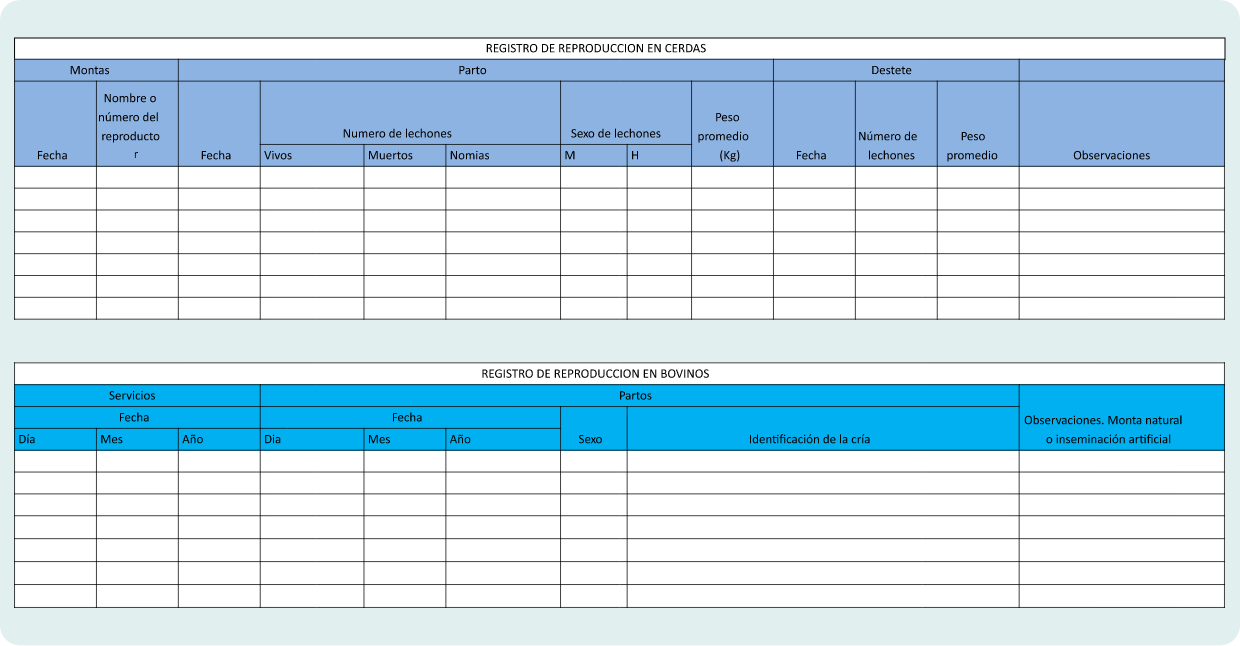 REGISTRO DE REPRODUCCION EN CERDAS
Montas Parto Destete
Fecha
Nombre o
número del
reproducto
r
Fecha
Numero de lechones
Vivos Muertos Nomias
Sexo de lechones
M H
Peso
promedio
(Kg)
Fecha
Número de
lechones
Peso
promedio
Observaciones
REGISTRO DE REPRODUCCION EN BOVINOS
Servicios Partos
Fecha Fecha
Día Mes Año Dia Mes Año
Sexo
Identificación de la cría
Observaciones. Monta natural
o inseminación artificial